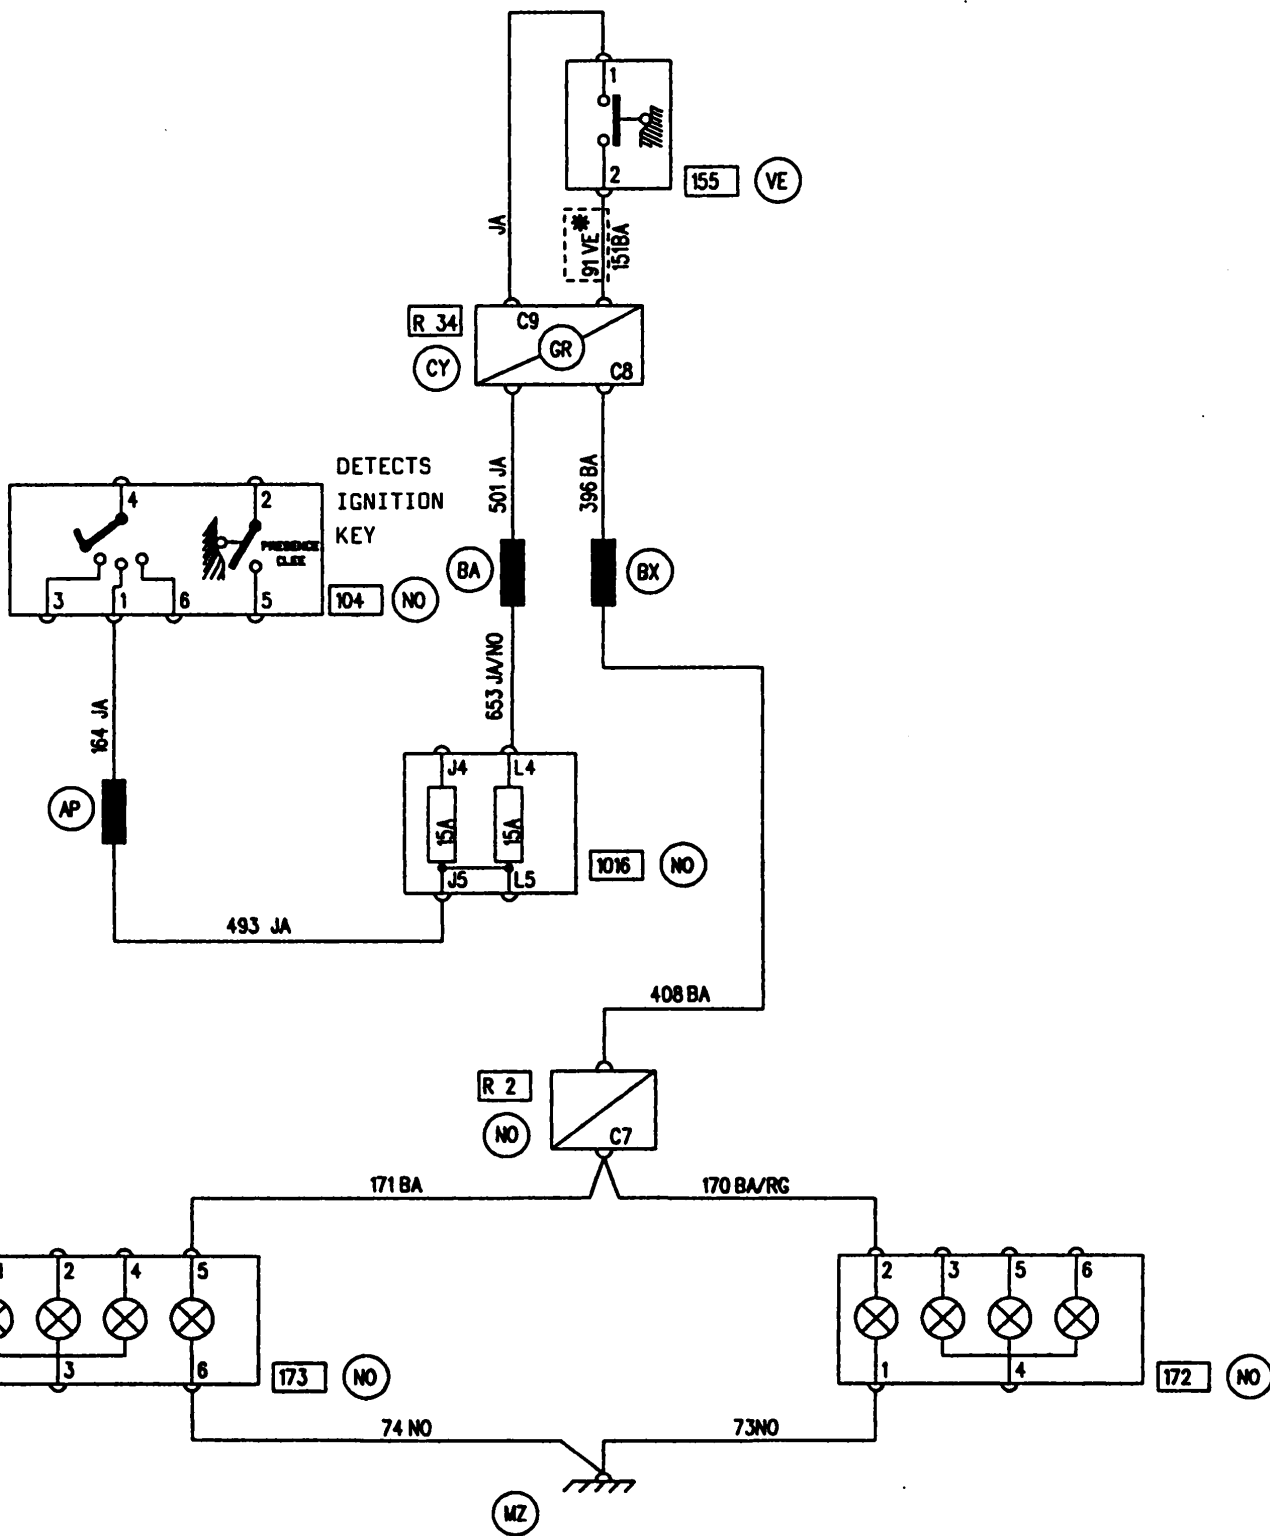 1
2
155 VE
JA
91 VE *
151BA
R 34
CY
C9
GR
C8
501 JA
396 BA
DETECTS
IGNITION
KEY
4
2
PRESENCE
CLEE
3
1
6
5
104 NO
BA
BX
653 JA/NO
164 JA
AP
J4
L4
15A
15A
J5
L5
1016 NO
493 JA
408 BA
R 2
NO
C7
171 BA
170 BA/RG
2
4
5
3
6
173 NO
2
3
5
6
1
4
172 NO
74 NO
73NO
MZ